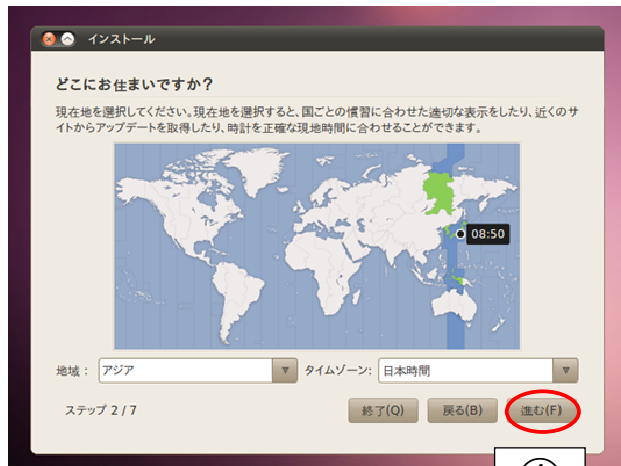 インストール
どこにお住まいですか?
現在地を選択してください。現在地を選択すると、国ごとの慣習に合わせた適切な表示をしたり、近くのサ
イトからアップデートを取得したり、時計を正確な現地時間に合わせることができます。
08:50
地域： アジア タイムゾーン: 日本時間
ステップ 2 / 7 終了(Q) 戻る(B) 進む(F)